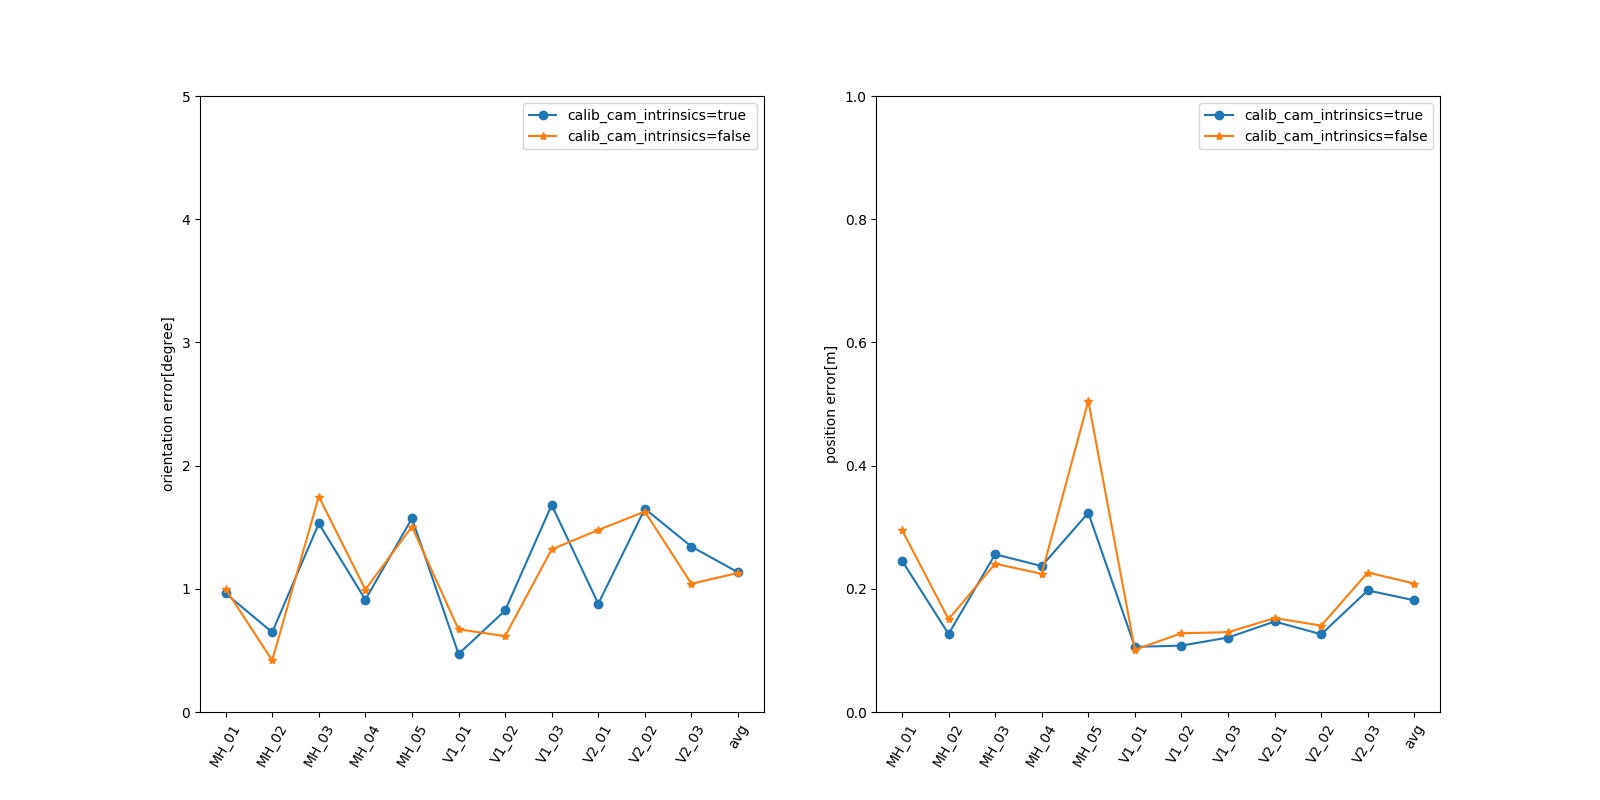 5
4
3
2
1
0
orientation error[degree]
calib_cam_intrinsics=true
calib_cam_intrinsics=false
MH_01
MH_02
MH_03
MH_04
MH_05
V1_01
V1_02
V1_03
V2_01
V2_02
V2_03
avg
1.0
0.8
0.6
0.4
0.2
0.0
position error[m]
calib_cam_intrinsics=true
calib_cam_intrinsics=false
MH_01
MH_02
MH_03
MH_04
MH_05
V1_01
V1_02
V1_03
V2_01
V2_02
V2_03
avg